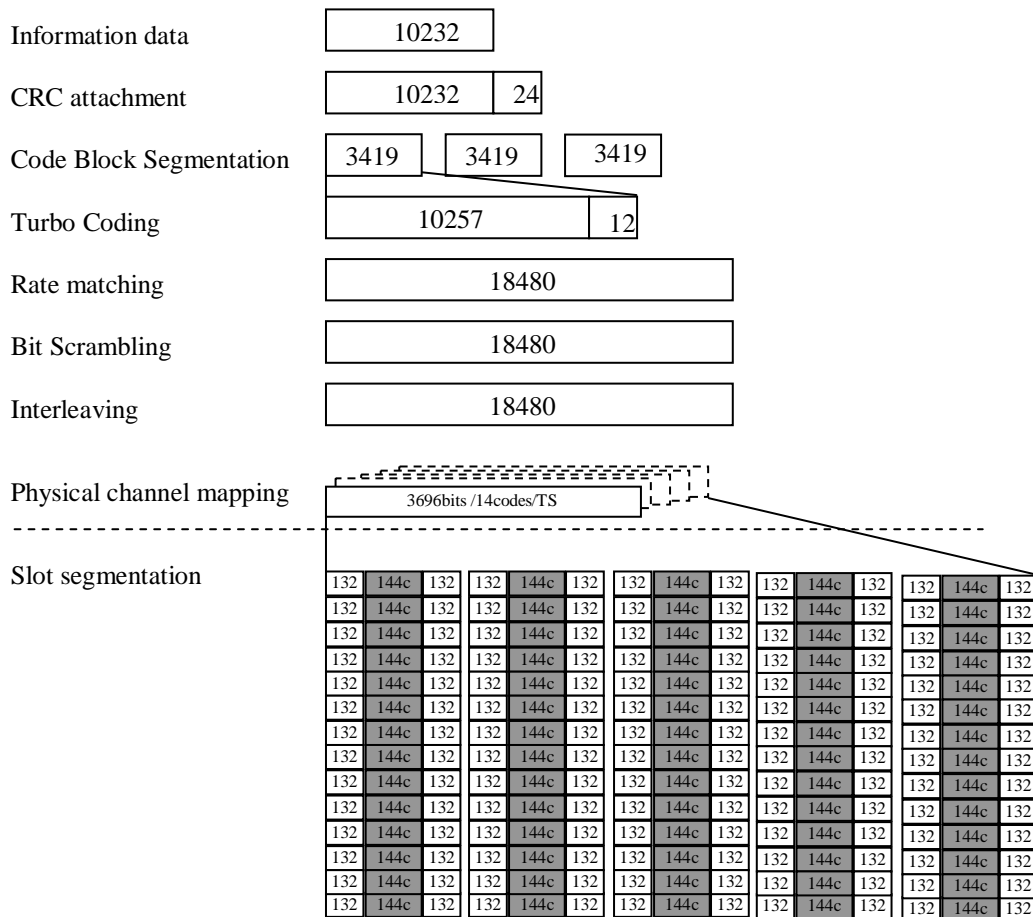 Information data 10232
CRC attachment 10232 24
Code Block Segmentation 3419 3419 3419
Turbo Coding 10257 12
Rate matching 18480
Bit Scrambling 18480
Interleaving 18480
Physical channel mapping 3696bits /14codes/TS
Slot segmentation
132 144c 132 132 144c 132 132 144c 132 132 144c 132 132 144c 132
132 144c 132 132 144c 132 132 144c 132 132 144c 132 132 144c 132
132 144c 132 132 144c 132 132 144c 132 132 144c 132 132 144c 132
132 144c 132 132 144c 132 132 144c 132 132 144c 132 132 144c 132
132 144c 132 132 144c 132 132 144c 132 132 144c 132 132 144c 132
132 144c 132 132 144c 132 132 144c 132 132 144c 132 132 144c 132
132 144c 132 132 144c 132 132 144c 132 132 144c 132 132 144c 132
132 144c 132 132 144c 132 132 144c 132 132 144c 132 132 144c 132
132 144c 132 132 144c 132 132 144c 132 132 144c 132 132 144c 132
132 144c 132 132 144c 132 132 144c 132 132 144c 132 132 144c 132
132 144c 132 132 144c 132 132 144c 132 132 144c 132 132 144c 132
132 144c 132 132 144c 132 132 144c 132 132 144c 132 132 144c 132
132 144c 132 132 144c 132 132 144c 132 132 144c 132 132 144c 132
132 144c 132 132 144c 132 132 144c 132 132 144c 132 132 144c 132